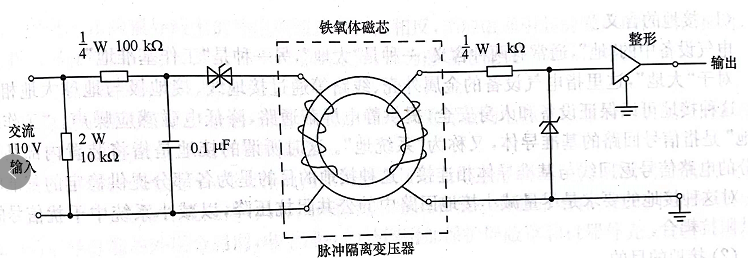 铁氧体磁芯
1/4 W 100 kΩ
1/4 W 1 kΩ
整形
输出
交流
110 V
输入
2 W
10 kΩ
0.1 μF
脉冲隔离变压器